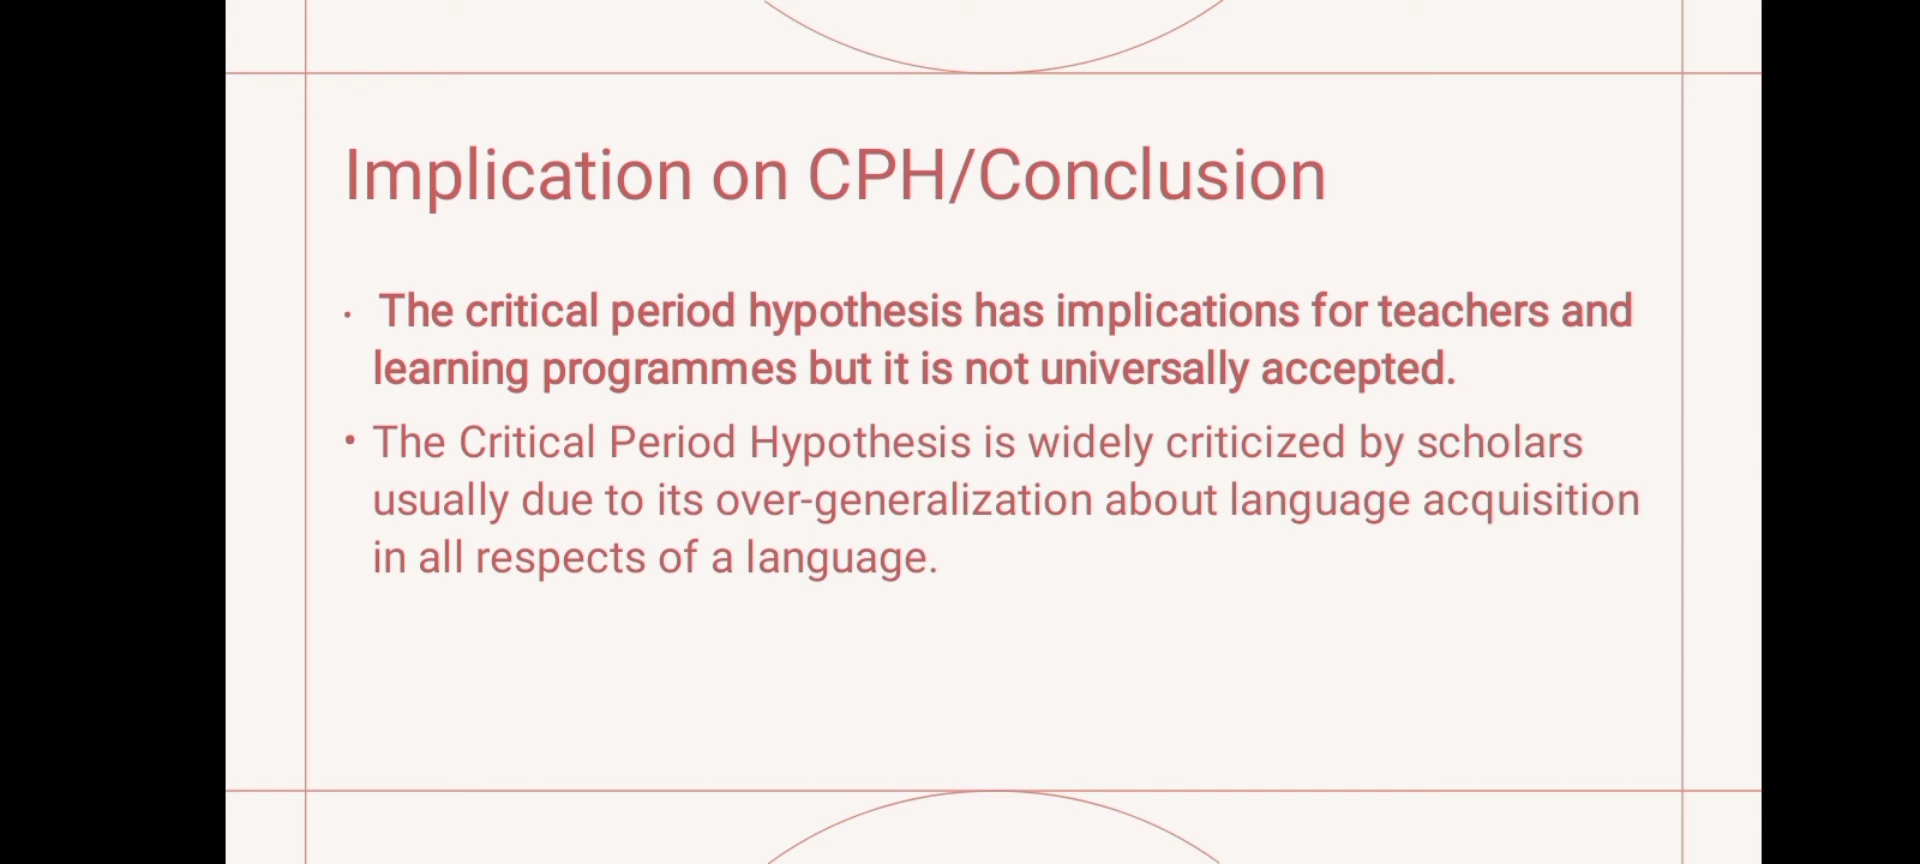 Implication on CPH/Conclusion
• The critical period hypothesis has implications for teachers and
learning programmes but it is not universally accepted.
• The Critical Period Hypothesis is widely criticized by scholars
usually due to its over-generalization about language acquisition
in all respects of a language.